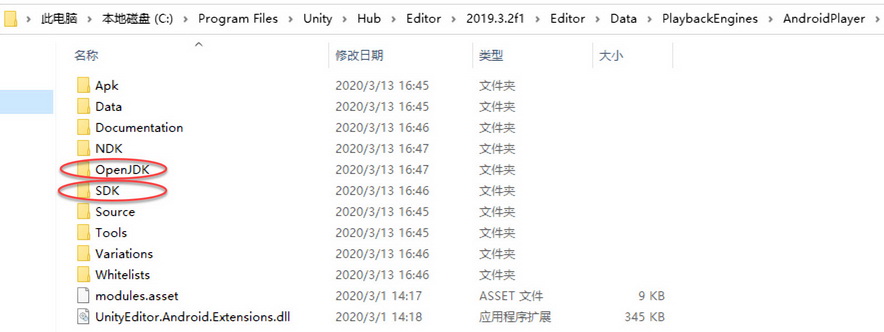 此电脑 > 本地磁盘 (C:) > Program Files > Unity > Hub > Editor > 2019.3.2f1 > Editor > Data > PlaybackEngines > AndroidPlayer >
名称 修改日期 类型 大小
Apk 2020/3/13 16:45 文件夹
Data 2020/3/13 16:45 文件夹
Documentation 2020/3/13 16:46 文件夹
NDK 2020/3/13 16:47 文件夹
OpenJDK 2020/3/13 16:47 文件夹
SDK 2020/3/13 16:46 文件夹
Source 2020/3/13 16:45 文件夹
Tools 2020/3/13 16:45 文件夹
Variations 2020/3/13 16:46 文件夹
Whitelists 2020/3/13 16:46 文件夹
modules.asset 2020/3/1 14:17 ASSET 文件 9 KB
UnityEditor.Android.Extensions.dll 2020/3/1 14:18 应用程序扩展 345 KB